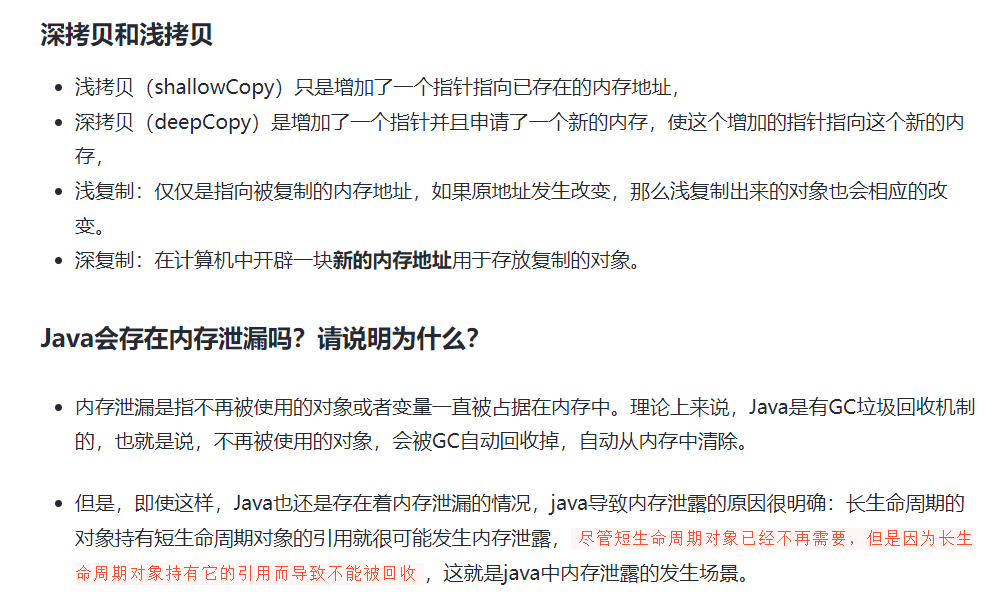 深拷贝和浅拷贝
浅拷贝（shallowCopy）只是增加了一个指针指向已存在的内存地址，
深拷贝（deepCopy）是增加了一个指针并且申请了一个新的内存，使这个增加的指针指向这个新的内
存，
浅复制：仅仅是指向被复制的内存地址，如果原地址发生改变，那么浅复制出来的对象也会相应的改
变。
深复制：在计算机中开辟一块新的内存地址用于存放复制的对象。
Java会存在内存泄漏吗？请说明为什么？
内存泄漏是指不再被使用的对象或者变量一直被占据在内存中。理论上来说，Java是有GC垃圾回收机制
的，也就是说，不再被使用的对象，会被GC自动回收掉，自动从内存中清除。
但是，即使这样，Java也还是存在着内存泄漏的情况，java导致内存泄露的原因很明确：长生命周期的
对象持有短生命周期对象的引用就很可能发生内存泄露，尽管短生命周期对象已经不再需要，但是因为长生
命周期对象持有它的引用而导致不能被回收，这就是java中内存泄露的发生场景。